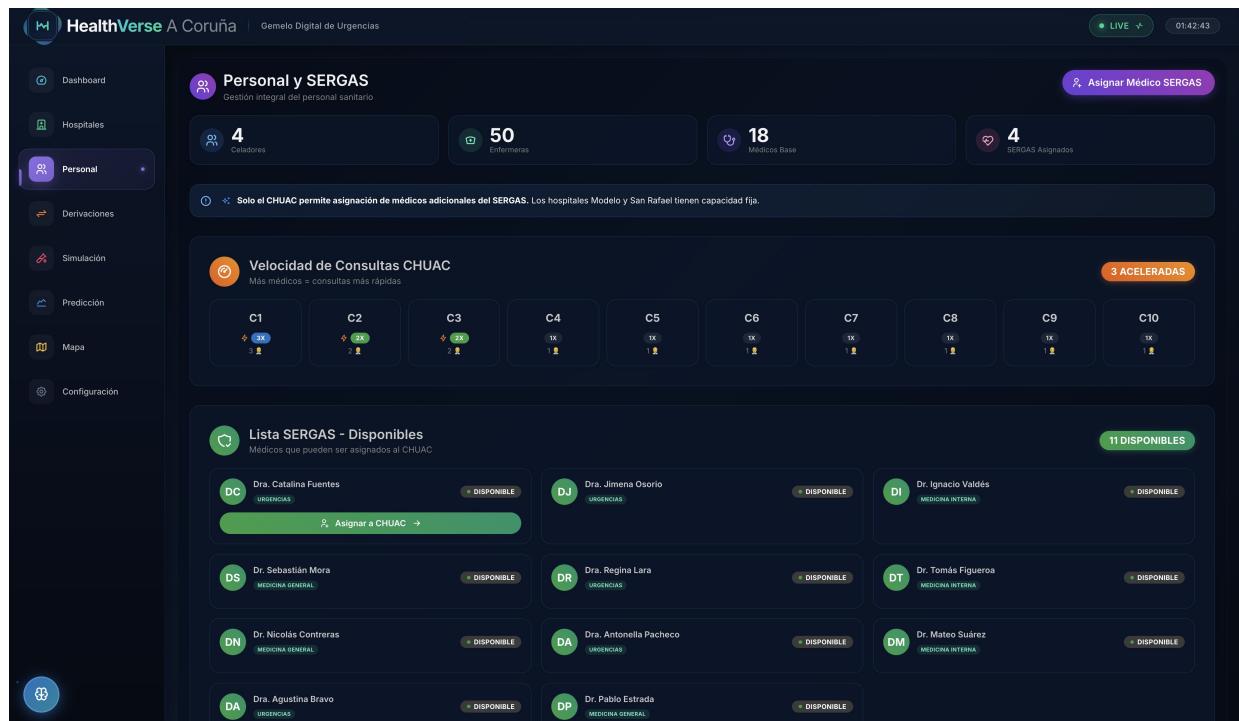 HealthVerse A Coruña
Gemelo Digital de Urgencias
LIVE
01:42:43
Dashboard
Hospitales
Personal
Derivaciones
Simulación
Predicción
Mapa
Configuración
Personal y SERGAS
Gestión integral del personal sanitario
Asignar Médico SERGAS
4
Celadores
50
Enfermeras
18
Médicos Base
4
SERGAS Asignados
Solo el CHUAC permite asignación de médicos adicionales del SERGAS. Los hospitales Modelo y San Rafael tienen capacidad fija.
Velocidad de Consultas CHUAC
Más médicos = consultas más rápidas
3 ACELERADAS
C1
3X
3
C2
2X
2
C3
2X
2
C4
1X
1
C5
1X
1
C6
1X
1
C7
1X
1
C8
1X
1
C9
1X
1
C10
1X
1
Lista SERGAS - Disponibles
Médicos que pueden ser asignados al CHUAC
11 DISPONIBLES
DC
Dra. Catalina Fuentes
URGENCIAS
DISPONIBLE
Asignar a CHUAC →
DJ
Dra. Jimena Osorio
URGENCIAS
DISPONIBLE
DI
Dr. Ignacio Valdés
MEDICINA INTERNA
DISPONIBLE
DS
Dr. Sebastián Mora
MEDICINA GENERAL
DISPONIBLE
DR
Dra. Regina Lara
URGENCIAS
DISPONIBLE
DT
Dr. Tomás Figueroa
MEDICINA INTERNA
DISPONIBLE
DN
Dr. Nicolás Contreras
MEDICINA GENERAL
DISPONIBLE
DA
Dra. Antonella Pacheco
URGENCIAS
DISPONIBLE
DM
Dr. Mateo Suárez
MEDICINA INTERNA
DISPONIBLE
DA
Dra. Agustina Bravo
URGENCIAS
DISPONIBLE
DP
Dr. Pablo Estrada
MEDICINA GENERAL
DISPONIBLE